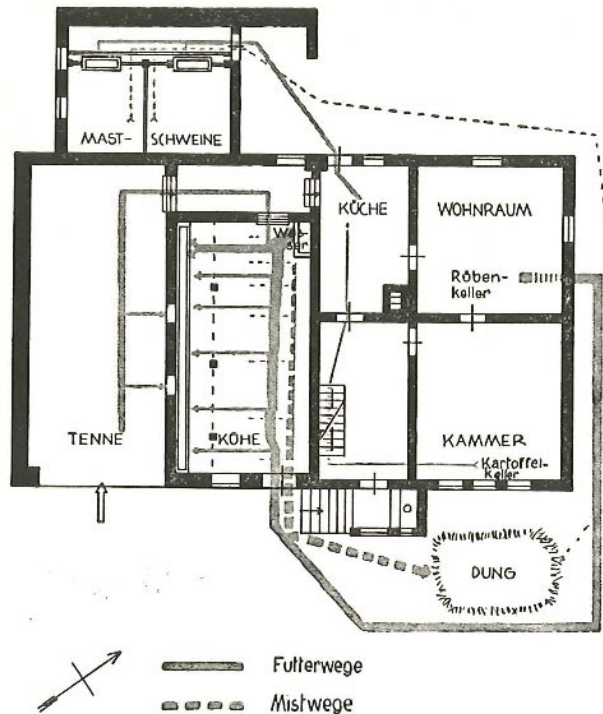 MAST-
SCHWEINE
KÜCHE
WOHNRAUM
Wasser
Rüben-
keller
TENNE
KÜHE
KAMMER
Kartoffel-
keller
DUNG
Futterwege
Mistwege